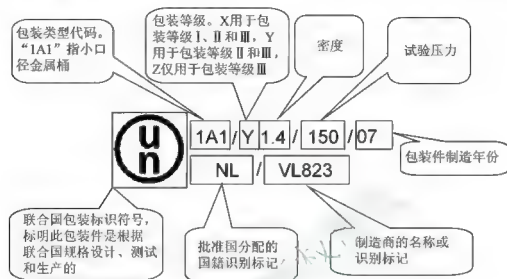 包装类型代码。
“1A1”指小口
径金属桶
包装等级。X用于包
装等级Ⅰ、Ⅱ和Ⅲ，Y
用于包装等级Ⅱ和Ⅲ，
Z仅用于包装等级Ⅲ
密度
试验压力
un
1A1/Y1.4/150/07
NL/VL823
包装件制造年份
联合国包装标识符号，
标明此包装件是根据
联合国规格设计、测试
和生产的
批准国分配的
国籍识别标记
制造商的名称或
识别标记